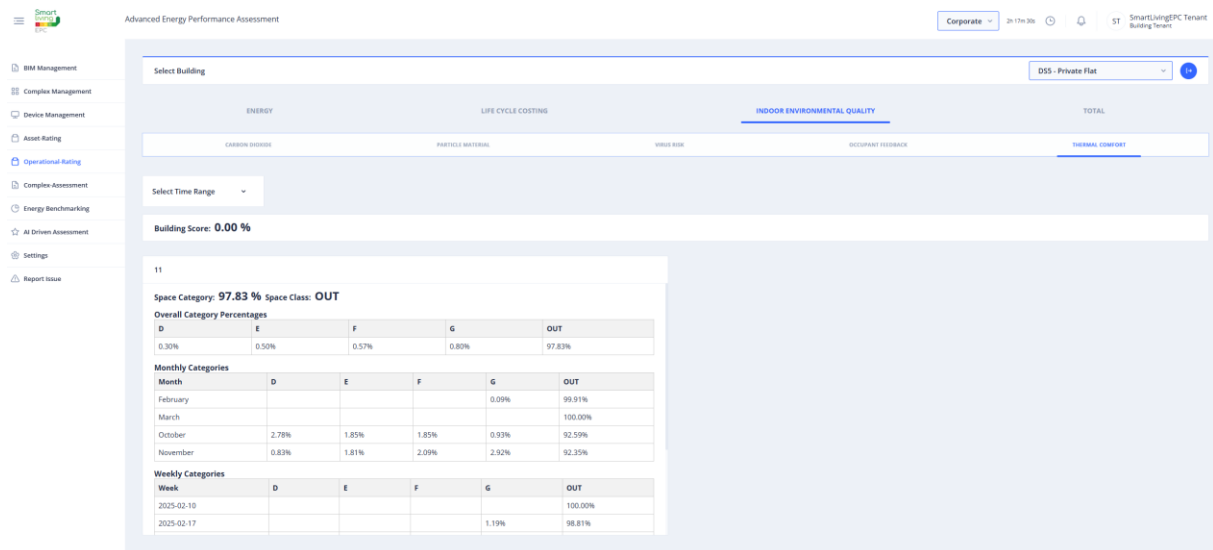 Smart
living
EPC
Advanced Energy Performance Assessment
Corporate
2h 17m 30s
ST
SmartLivingEPC Tenant
Building Tenant
BIM Management
Complex Management
Device Management
Asset-Rating
Operational-Rating
Complex-Assessment
Energy Benchmarking
AI Driven Assessment
Settings
Report Issue
Select Building
DS5 - Private Flat
ENERGY LIFE CYCLE COSTING INDOOR ENVIRONMENTAL QUALITY TOTAL
CARBON DIOXIDE PARTICLE MATERIAL VIRUS RISK OCCUPANT FEEDBACK THERMAL COMFORT
Select Time Range
Building Score: 0.00 %
11
Space Category: 97.83 % Space Class: OUT
Overall Category Percentages
D E F G OUT
0.30% 0.50% 0.57% 0.80% 97.83%
Monthly Categories
Month D E F G OUT
February 0.09% 99.91%
March 100.00%
October 2.78% 1.85% 1.85% 0.93% 92.59%
November 0.83% 1.81% 2.09% 2.92% 92.35%
Weekly Categories
Week D E F G OUT
2025-02-10 100.00%
2025-02-17 1.19% 98.81%